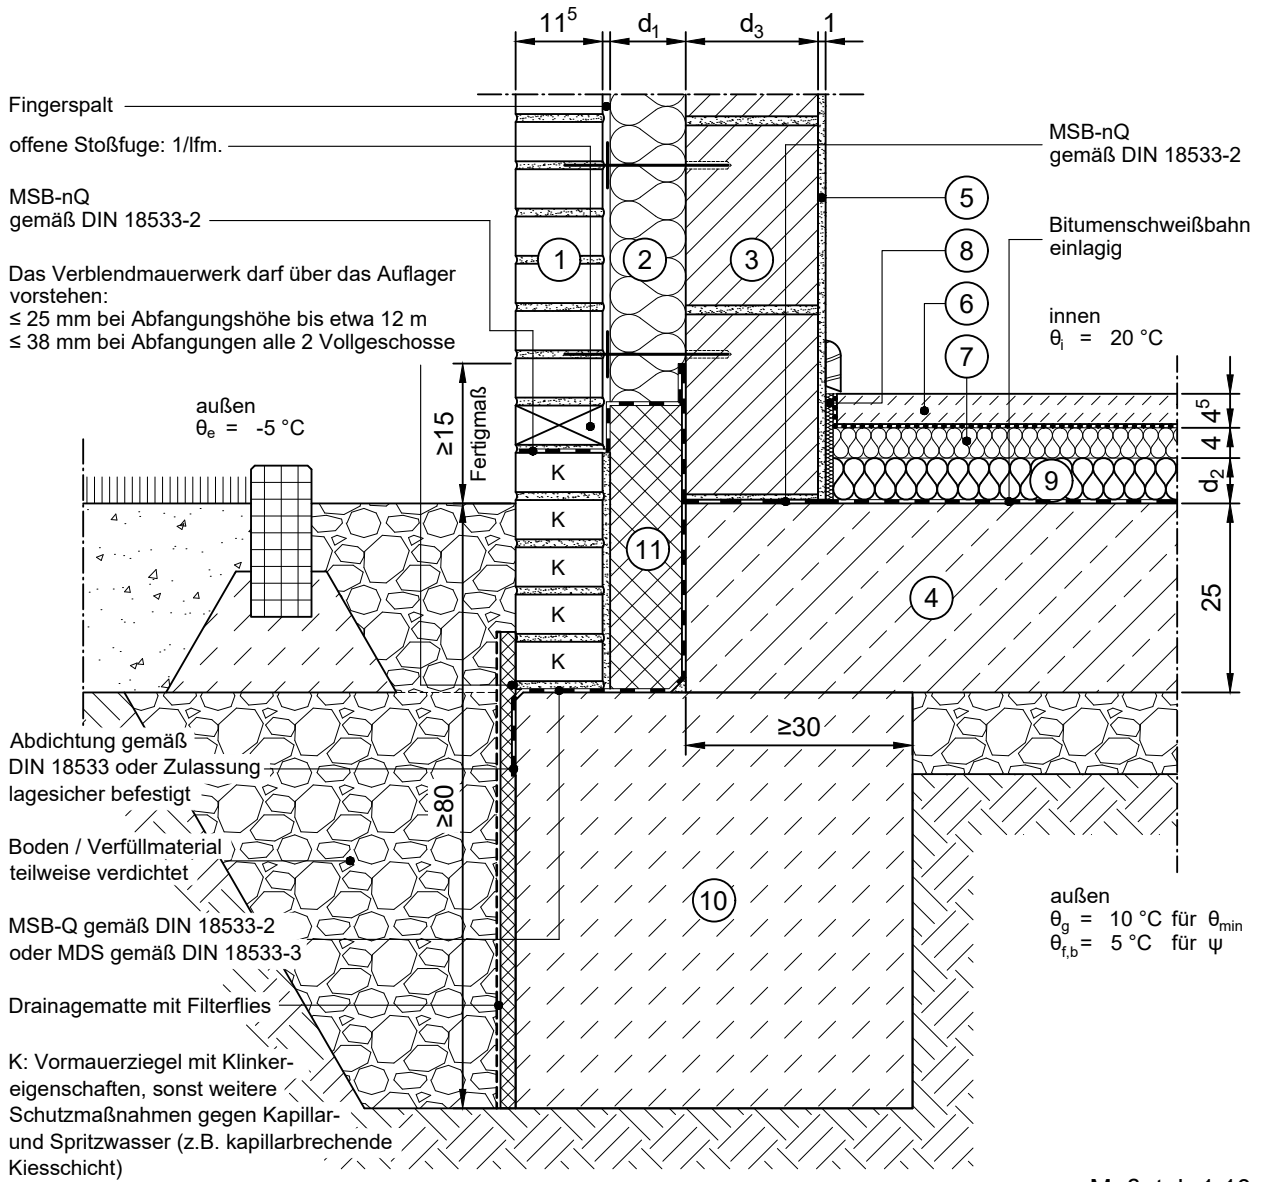 11⁵ d₁ d₃ 1
Fingerspalt
offene Stoßfuge: 1/lfm.
MSB-nQ
gemäß DIN 18533-2
Das Verblendmauerwerk darf über das Auflager
vorstehen:
≤ 25 mm bei Abfangungshöhe bis etwa 12 m
≤ 38 mm bei Abfangungen alle 2 Vollgeschosse
außen
θe = -5 °C
≥15
Fertigmaß
1
2
3
MSB-nQ
gemäß DIN 18533-2
5
8
6
7
Bitumenschweißbahn
einlagig
innen
θi = 20 °C
4⁵
4
d₂
9
25
K
K
K
K
K
11
4
≥30
≥80
10
Abdichtung gemäß
DIN 18533 oder Zulassung
lagesicher befestigt
Boden / Verfüllmaterial
teilweise verdichtet
MSB-Q gemäß DIN 18533-2
oder MDS gemäß DIN 18533-3
Drainagematte mit Filterflies
K: Vormauerziegel mit Klinker-
eigenschaften, sonst weitere
Schutzmaßnahmen gegen Kapillar-
und Spritzwasser (z.B. kapillarbrechende
Kiesschicht)
außen
θg = 10 °C für θmin
θf,b = 5 °C für ψ